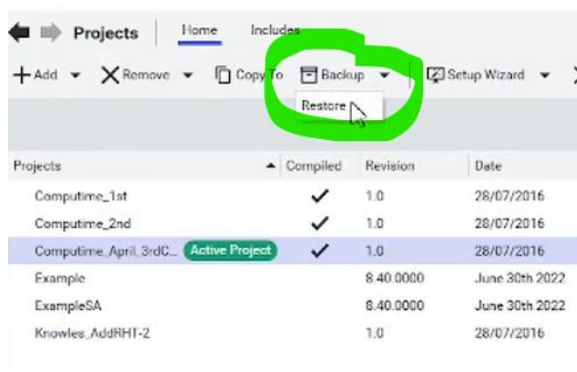 Projects Home Includes
Add Remove Copy To Backup Setup Wizard
Restore
Projects Compiled Revision Date
Computime_1st 1.0 28/07/2016
Computime_2nd 1.0 28/07/2016
Computime_April_3rdC... Active Project 1.0 28/07/2016
Example 8.40.0000 June 30th 2022
ExampleSA 8.40.0000 June 30th 2022
Knowles_AddRHT-2 1.0 28/07/2016